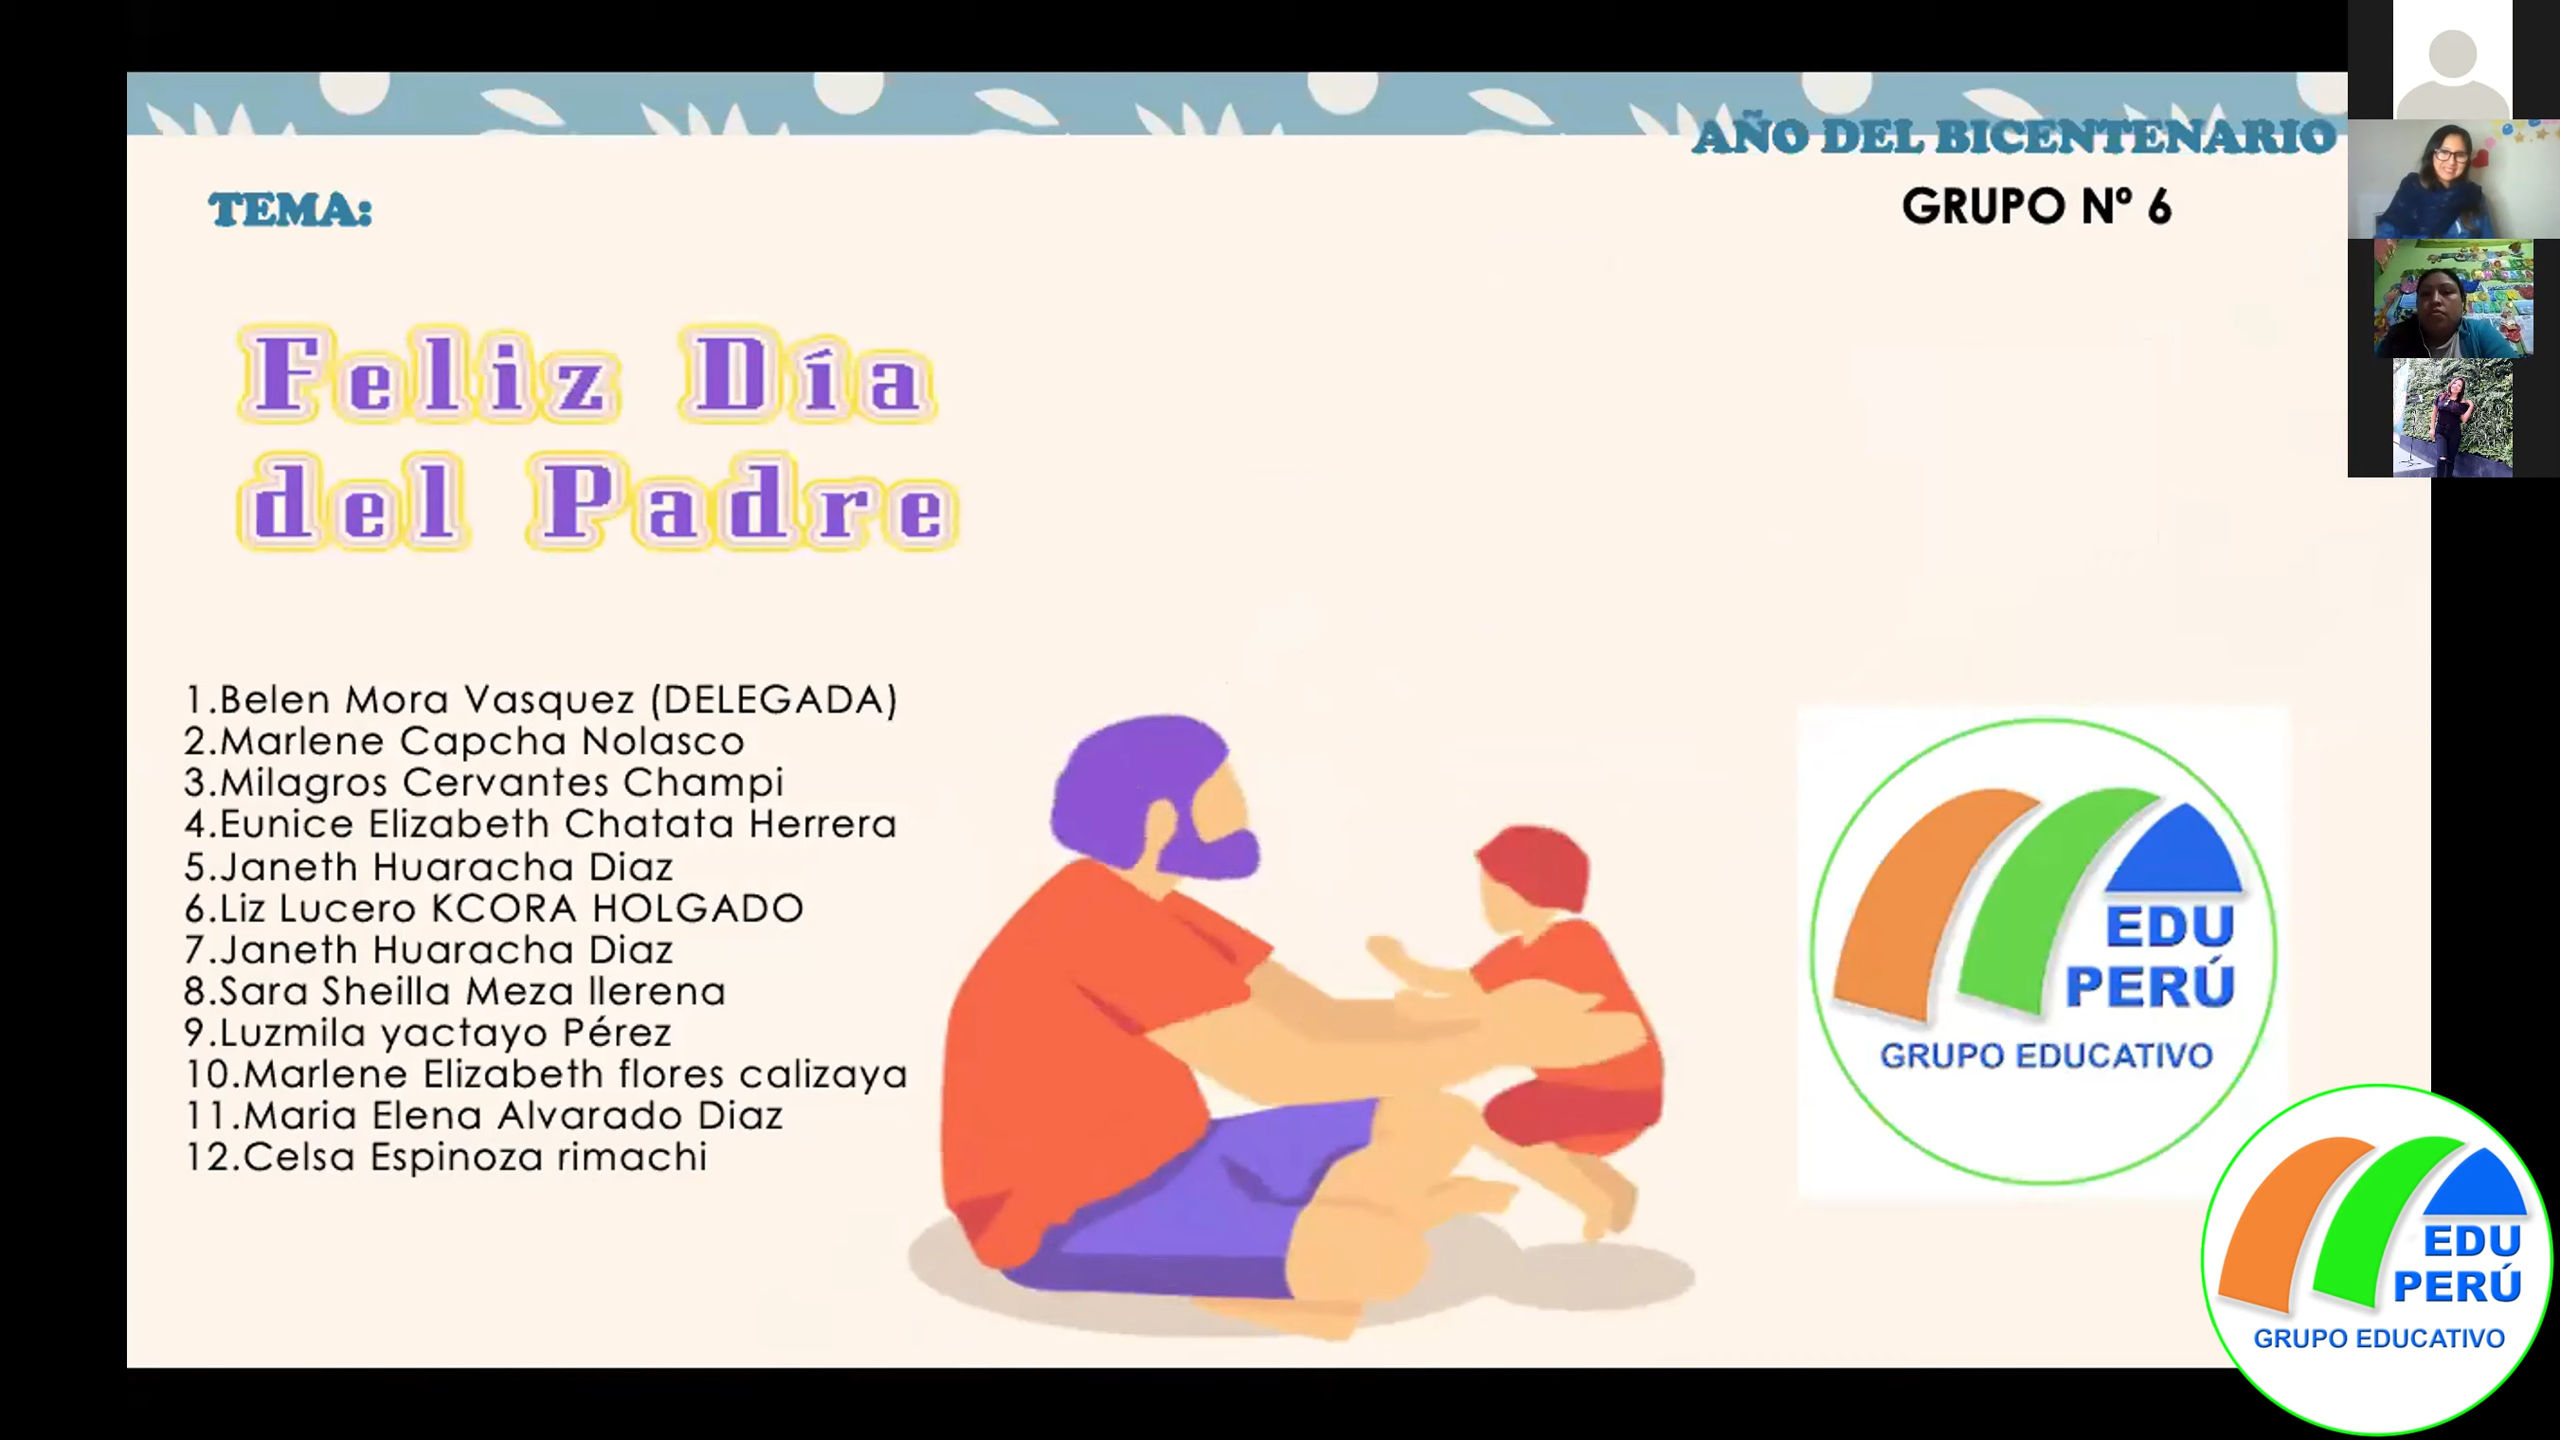 AÑO DEL BICENTENARIO
GRUPO Nº 6
TEMA:
Feliz Día
del Padre
1.Belen Mora Vasquez (DELEGADA)
2.Marlene Capcha Nolasco
3.Milagros Cervantes Champi
4.Eunice Elizabeth Chatata Herrera
5.Janeth Huaracha Diaz
6.Liz Lucero KCORA HOLGADO
7.Janeth Huaracha Diaz
8.Sara Sheilla Meza llerena
9.Luzmila yactayo Pérez
10.Marlene Elizabeth flores calizaya
11.Maria Elena Alvarado Diaz
12.Celsa Espinoza rimachi
EDU
PERÚ
GRUPO EDUCATIVO
EDU
PERÚ
GRUPO EDUCATIVO